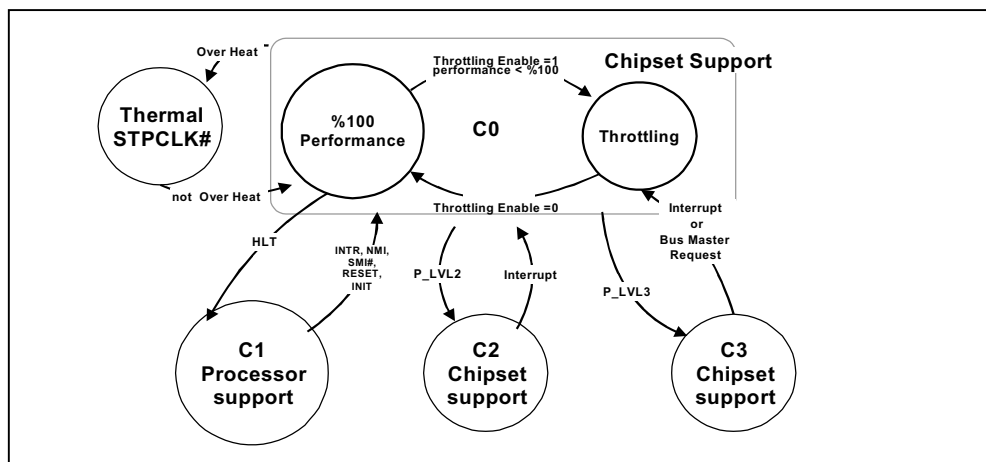 Over Heat
Throttling Enable =1
performance < %100
Chipset Support
Thermal
STPCLK#
%100
Performance
C0
Throttling
not Over Heat
Throttling Enable =0
HLT
INTR, NMI,
SMI#,
RESET,
INIT
P_LVL2
Interrupt
P_LVL3
Interrupt
or
Bus Master
Request
C1
Processor
support
C2
Chipset
support
C3
Chipset
support